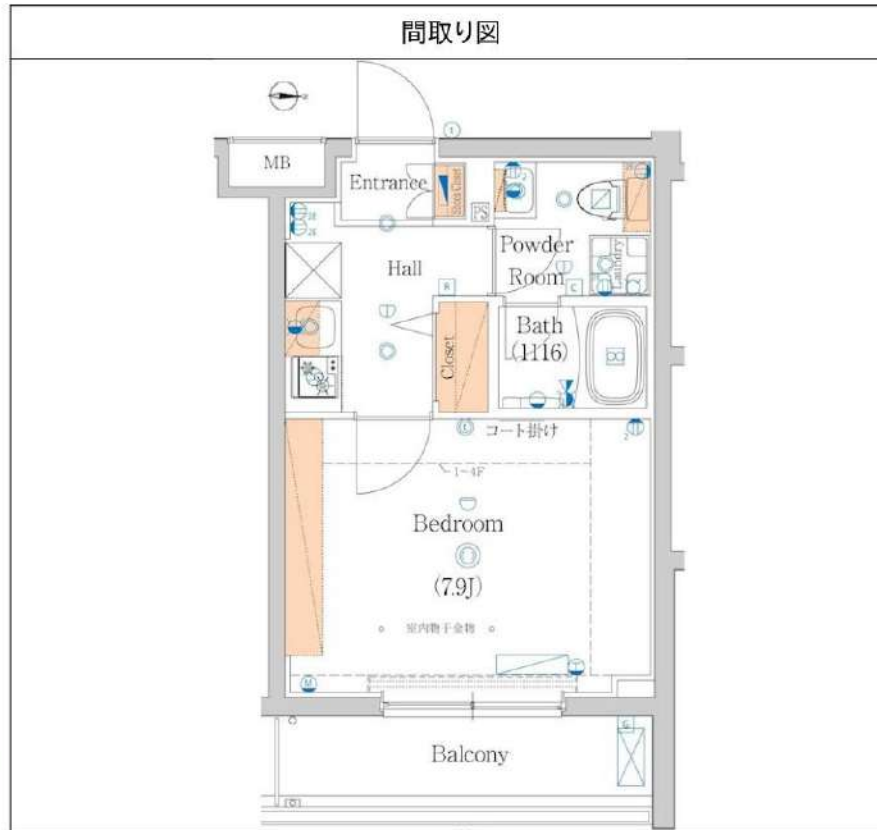 間取り図
MB
Entrance
Shoes Closet
Powder
Room
Hall
Laundry
R
C
Bath
(1116)
Closet
コート掛け
2
1~4F
Bedroom
(7.9J)
室内物干金物
M
G
Balcony